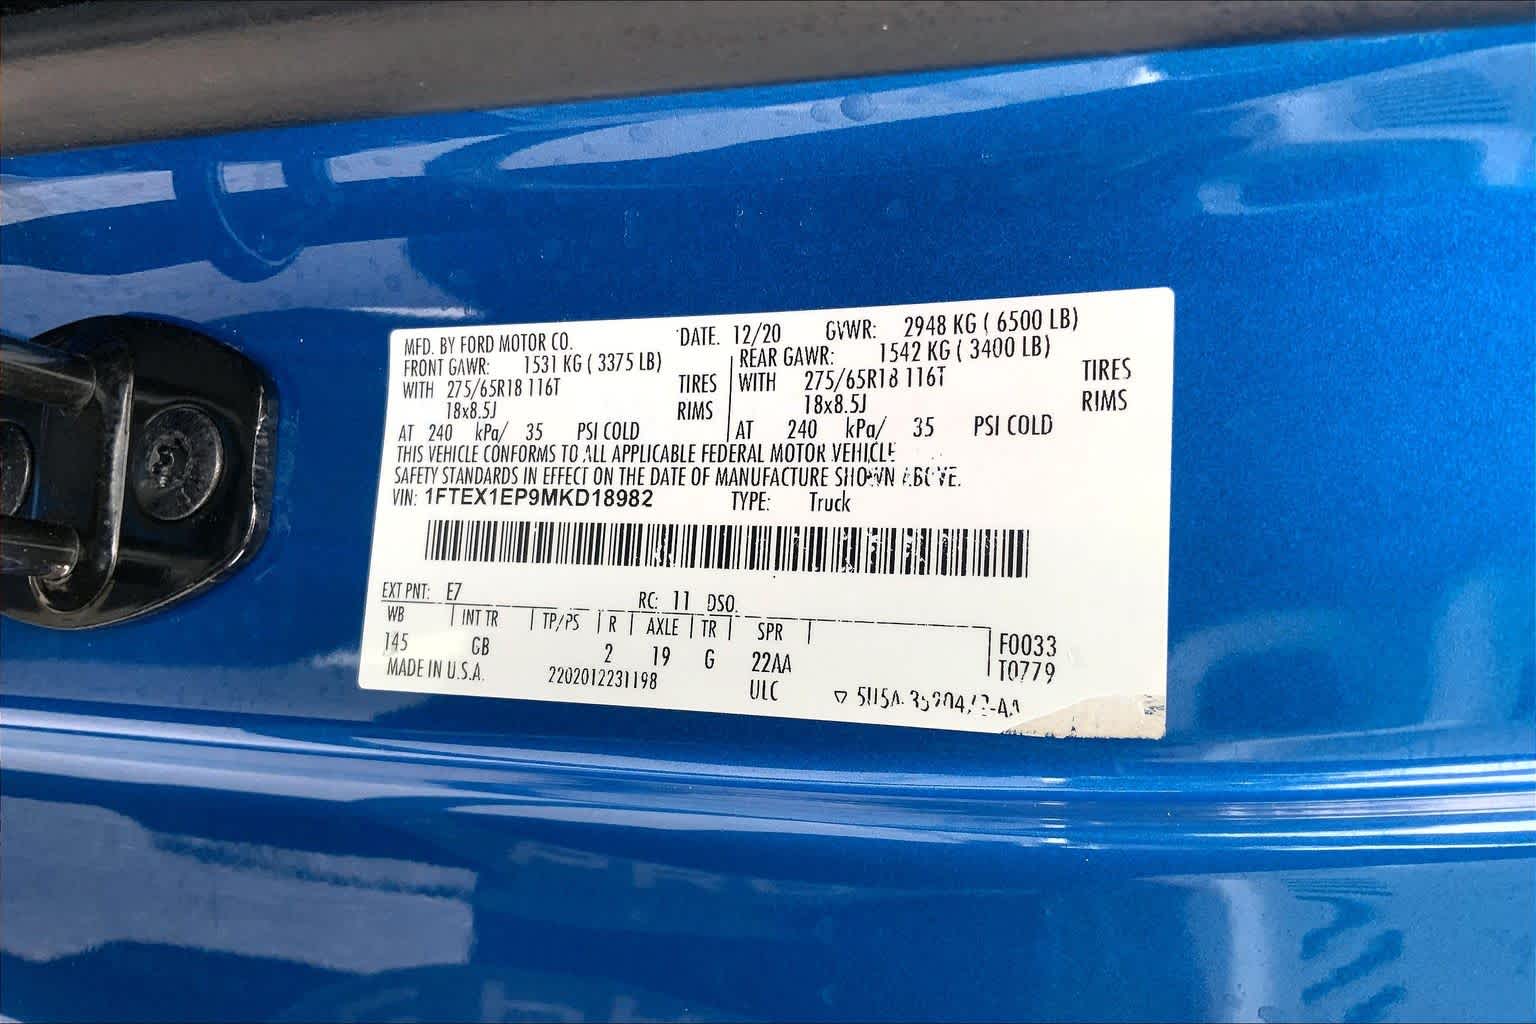 MFD. BY FORD MOTOR CO. DATE. 12/20 GVWR: 2948 KG ( 6500 LB)
FRONT GAWR: 1531 KG ( 3375 LB) REAR GAWR: 1542 KG ( 3400 LB)
WITH 275/65R18 116T TIRES WITH 275/65R18 116T TIRES
18x8.5J RIMS 18x8.5J RIMS
AT 240 kPa/ 35 PSI COLD AT 240 kPa/ 35 PSI COLD
THIS VEHICLE CONFORMS TO ALL APPLICABLE FEDERAL MOTOR VEHICLE
SAFETY STANDARDS IN EFFECT ON THE DATE OF MANUFACTURE SHOWN ABOVE.
VIN: 1FTEX1EP9MKD18982 TYPE: Truck
EXT PNT: E7 RC: 11 DSO.
WB INT TR TP/PS R AXLE TR SPR
145 GB 2 19 G 22AA F0033
T0779
MADE IN U.S.A. 2202012231198 ULC